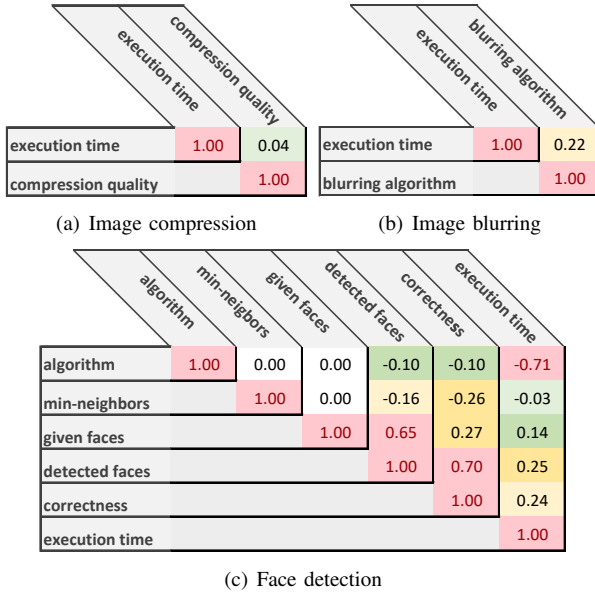 execution time
compression quality
execution time 1.00 0.04
compression quality 1.00
(a) Image compression
execution time
blurring algorithm
execution time 1.00 0.22
blurring algorithm 1.00
(b) Image blurring
algorithm
min-neigbors
given faces
detected faces
correctness
execution time
algorithm 1.00 0.00 0.00 -0.10 -0.10 -0.71
min-neighbors 1.00 0.00 -0.16 -0.26 -0.03
given faces 1.00 0.65 0.27 0.14
detected faces 1.00 0.70 0.25
correctness 1.00 0.24
execution time 1.00
(c) Face detection